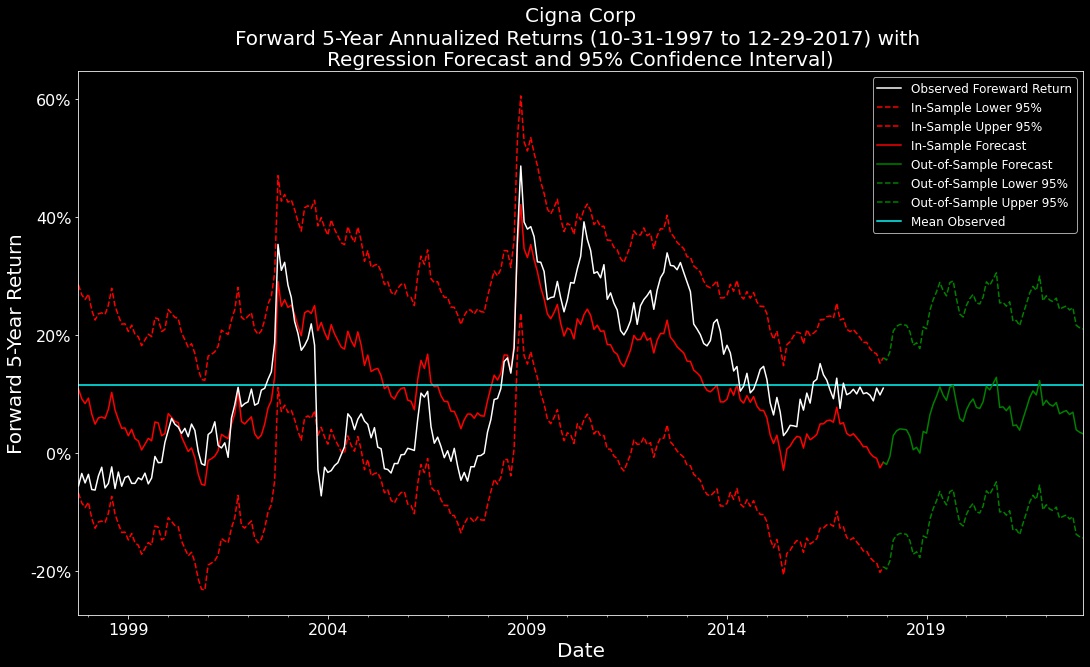 Cigna Corp
Forward 5-Year Annualized Returns (10-31-1997 to 12-29-2017) with
Regression Forecast and 95% Confidence Interval)
Observed Foreward Return
In-Sample Lower 95%
In-Sample Upper 95%
In-Sample Forecast
Out-of-Sample Forecast
Out-of-Sample Lower 95%
Out-of-Sample Upper 95%
Mean Observed
Forward 5-Year Return
60%
40%
20%
0%
-20%
1999 2004 2009 2014 2019
Date